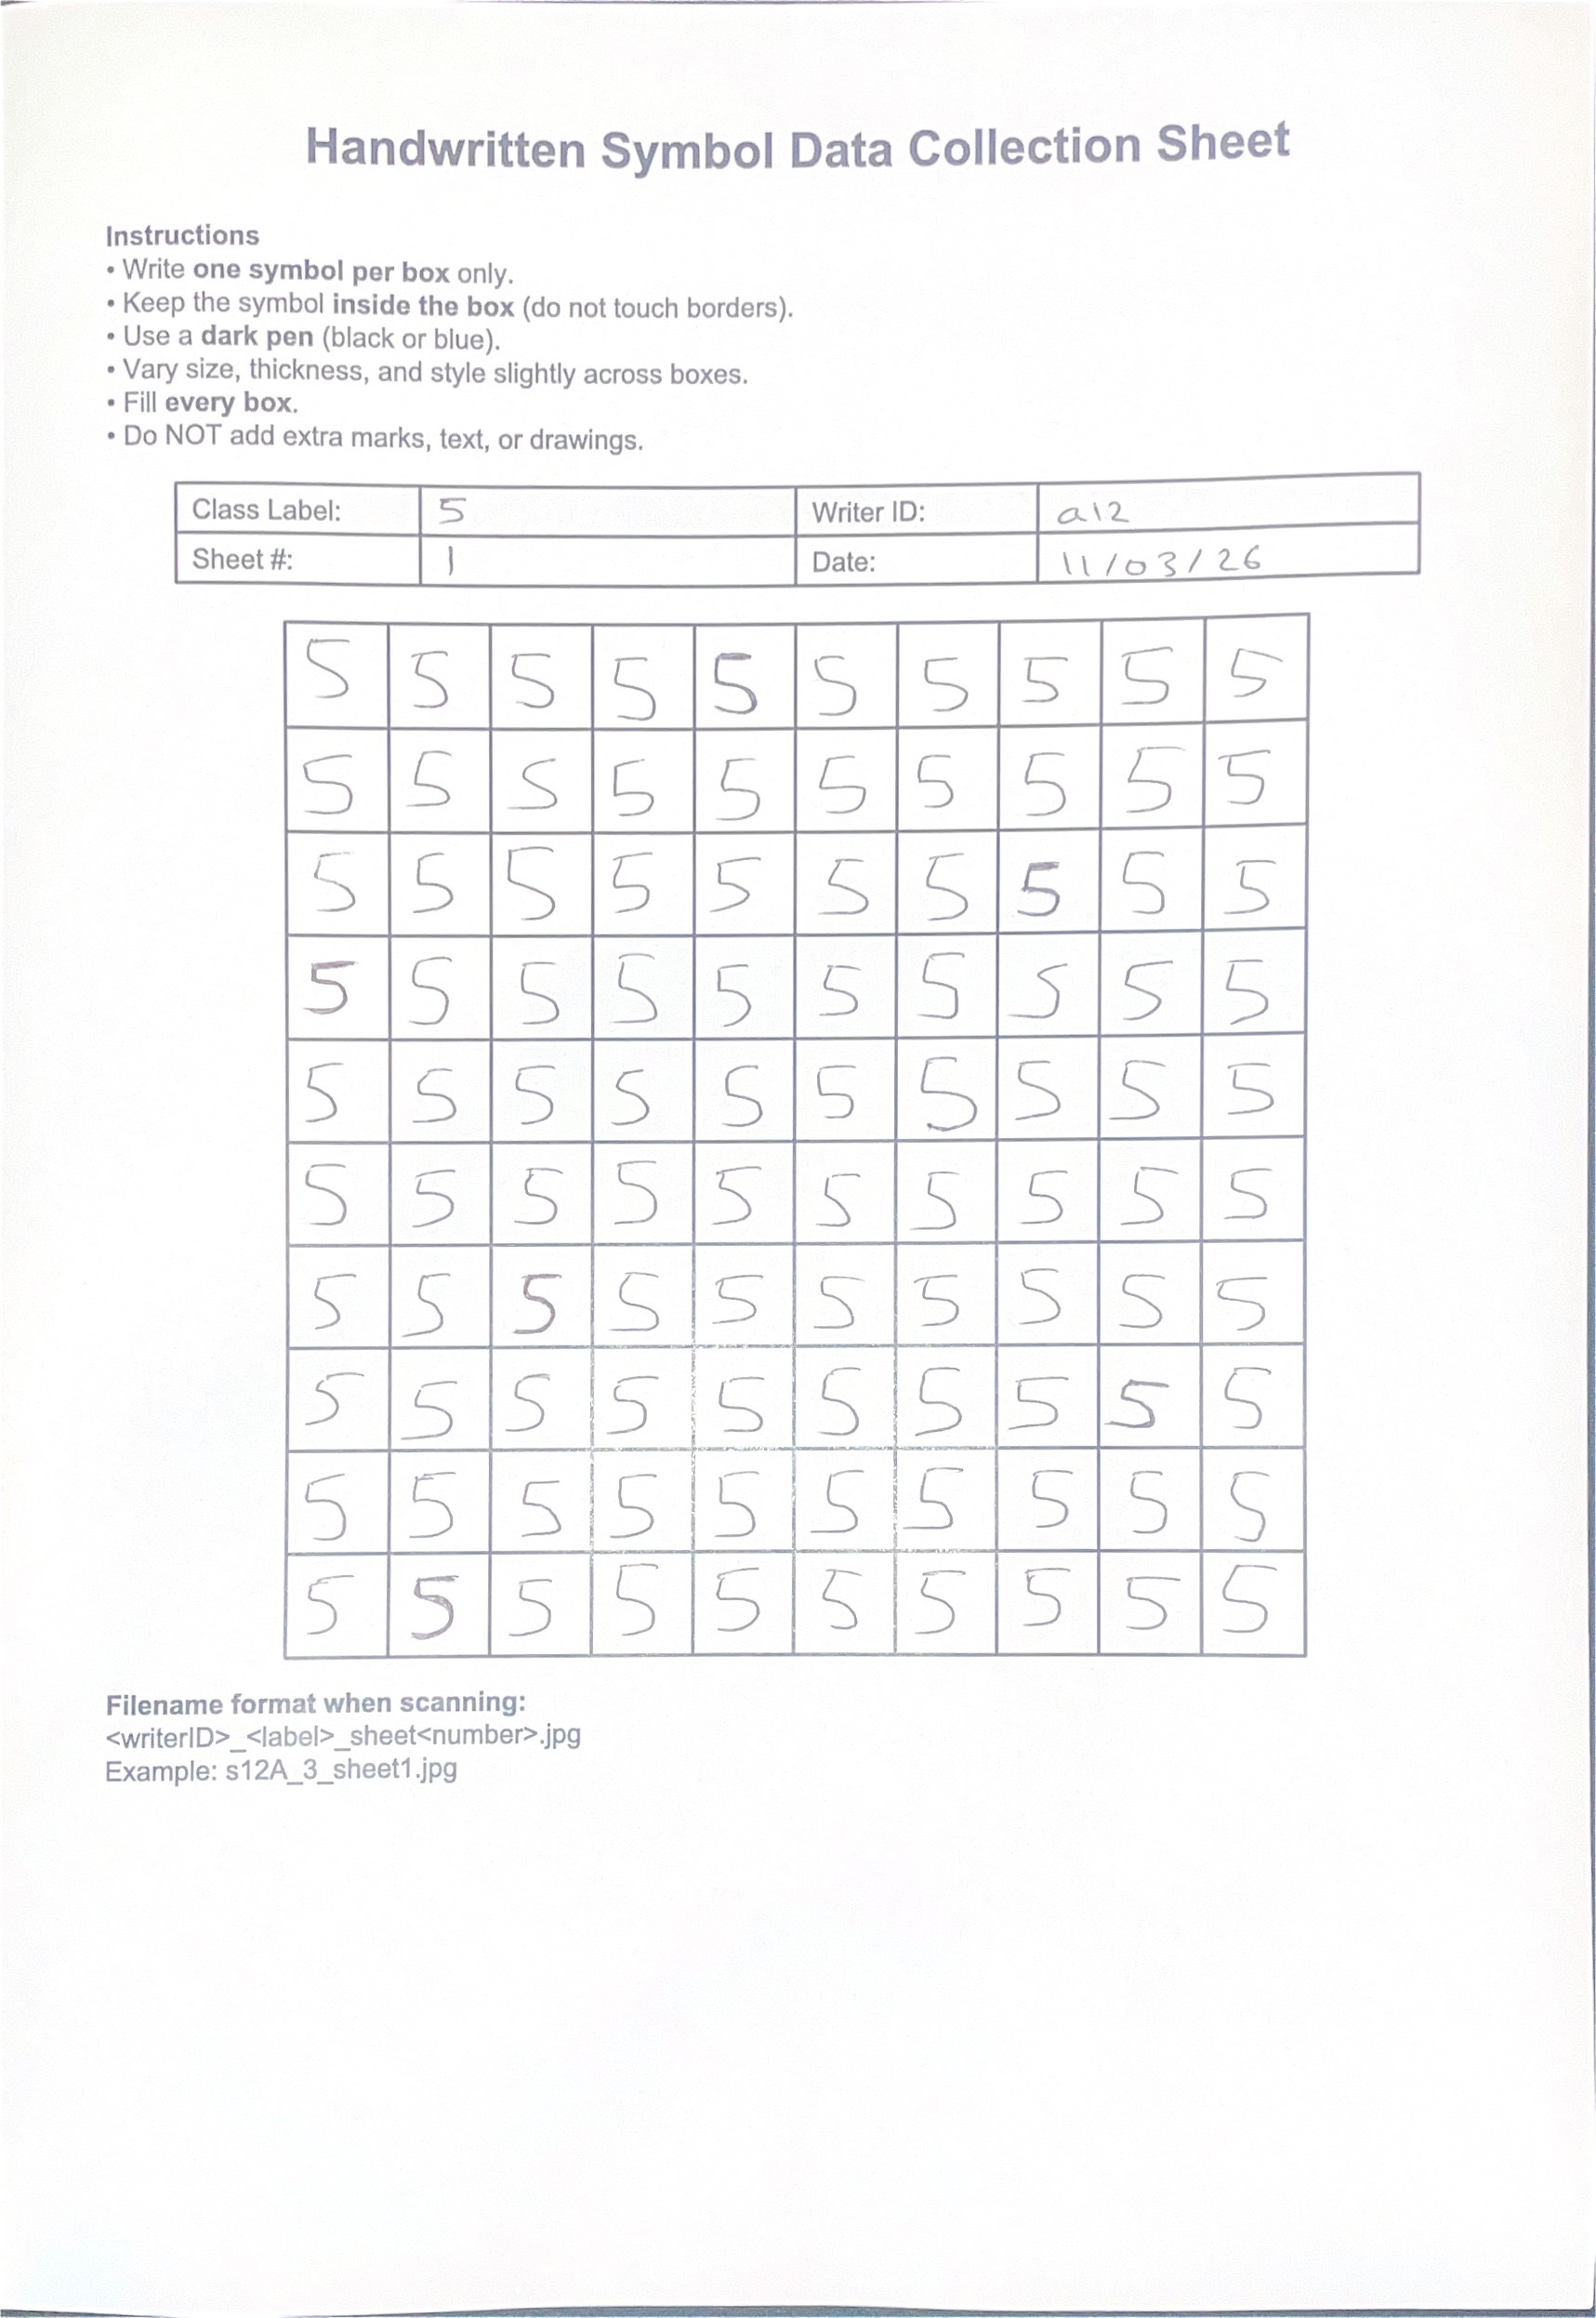 Handwritten Symbol Data Collection Sheet
Instructions
• Write one symbol per box only.
• Keep the symbol inside the box (do not touch borders).
• Use a dark pen (black or blue).
• Vary size, thickness, and style slightly across boxes.
• Fill every box.
• Do NOT add extra marks, text, or drawings.
Class Label: 5 Writer ID: a12
Sheet #: 1 Date: 11/03/26
5 5 5 5 5 5 5 5 5 5
5 5 5 5 5 5 5 5 5 5
5 5 5 5 5 5 5 5 5 5
5 5 5 5 5 5 5 5 5 5
5 5 5 5 5 5 5 5 5 5
5 5 5 5 5 5 5 5 5 5
5 5 5 5 5 5 5 5 5 5
5 5 5 5 5 5 5 5 5 5
5 5 5 5 5 5 5 5 5 5
5 5 5 5 5 5 5 5 5 5
Filename format when scanning:
<writerID>_<label>_sheet<number>.jpg
Example: s12A_3_sheet1.jpg